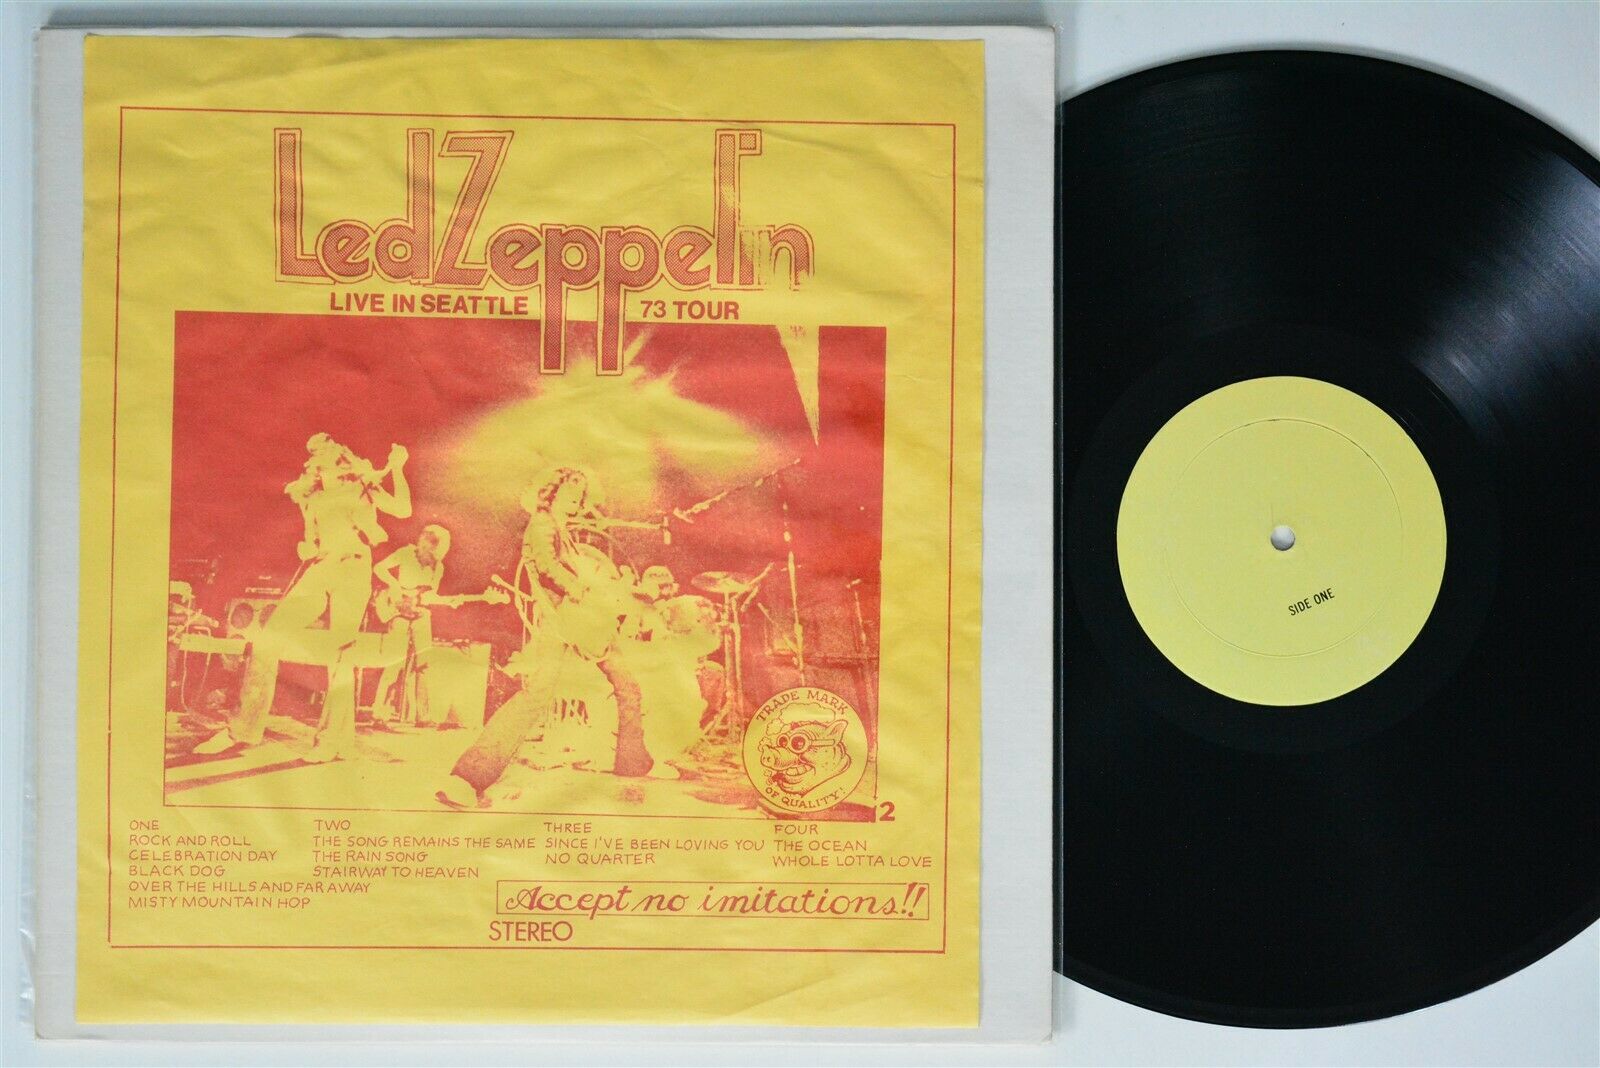 Led Zeppelin
LIVE IN SEATTLE 73 TOUR
TRADE MARK
OF QUALITY!
2
ONE
ROCK AND ROLL
CELEBRATION DAY
BLACK DOG
OVER THE HILLS AND FAR AWAY
MISTY MOUNTAIN HOP
TWO
THE SONG REMAINS THE SAME
THE RAIN SONG
STAIRWAY TO HEAVEN
THREE
SINCE I'VE BEEN LOVING YOU
NO QUARTER
FOUR
THE OCEAN
WHOLE LOTTA LOVE
Accept no imitations!!
STEREO
SIDE ONE